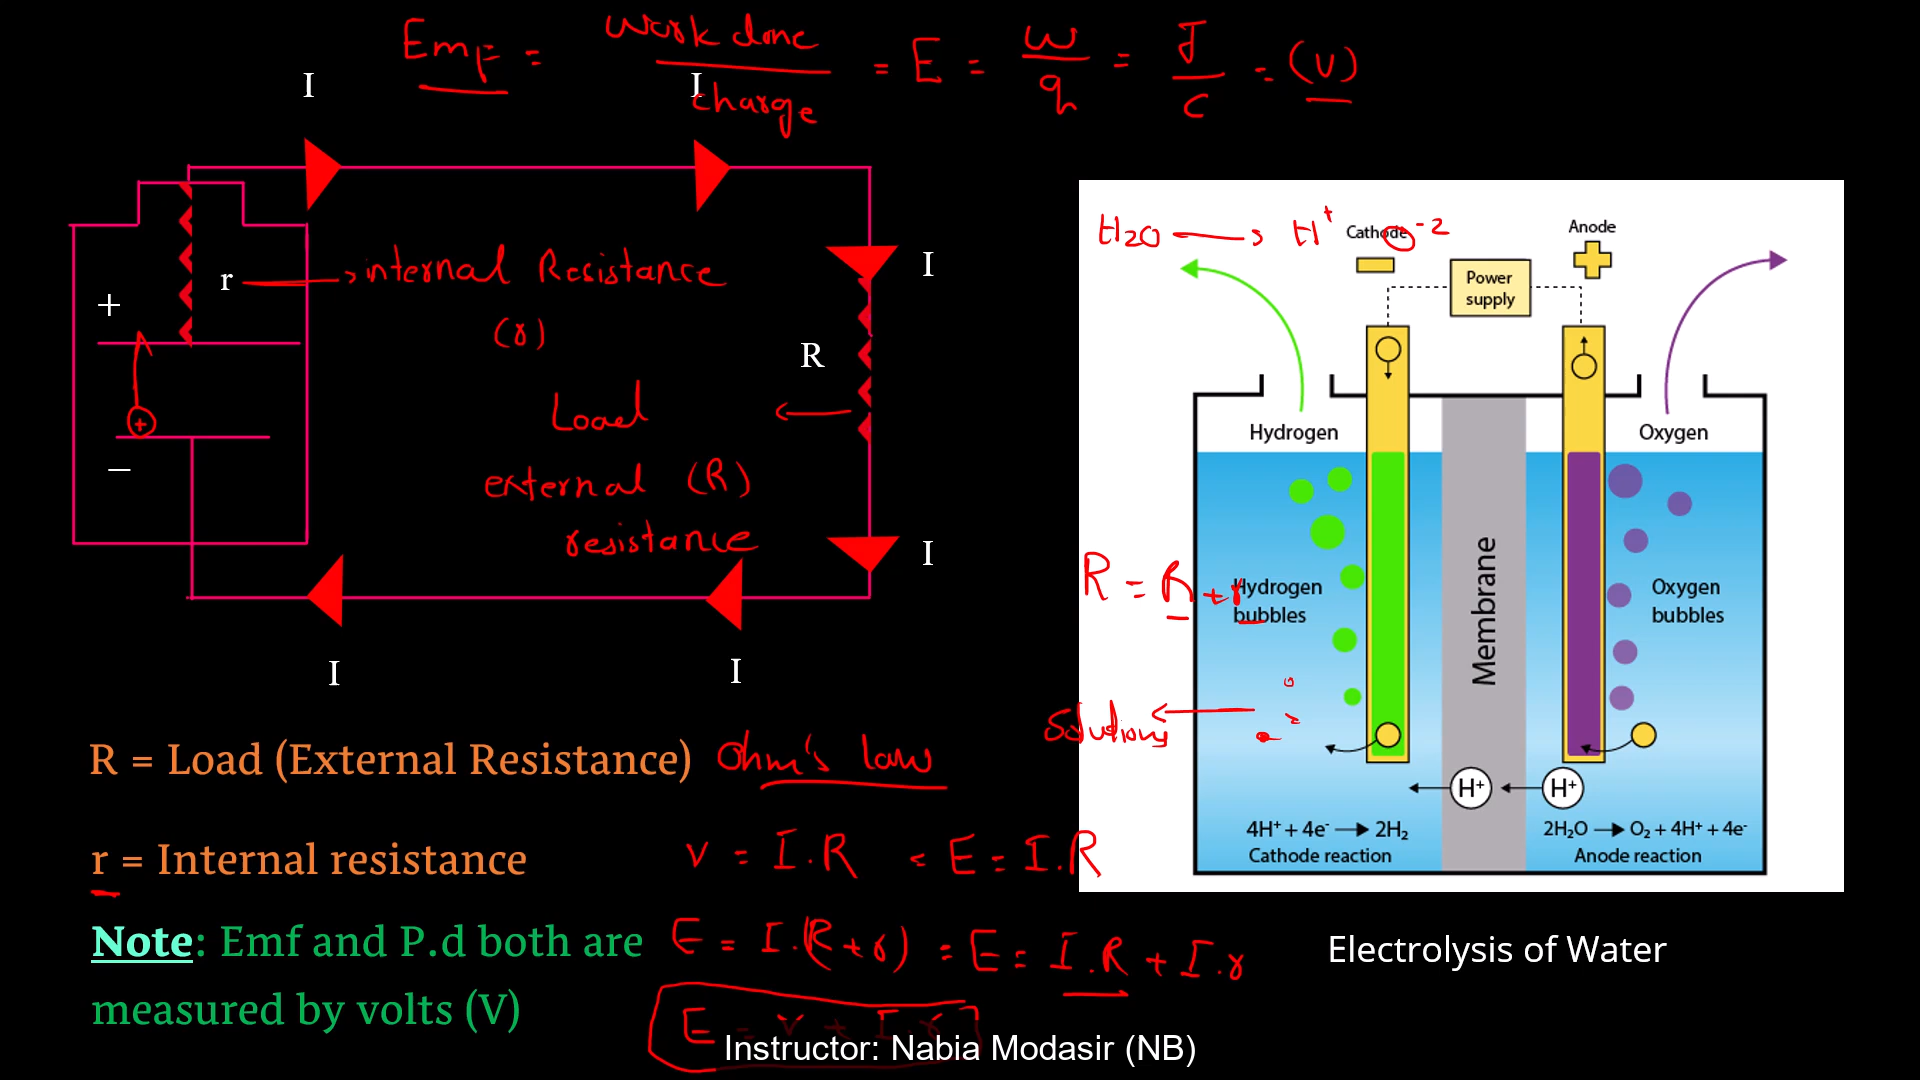 Emf = work done / charge = E = w/q = J/C = (V)
I
I
r → internal Resistance
(r)
+
−
I
R
Load
external (R)
resistance
I
I
I
R = Load (External Resistance)
Ohm's law
r = Internal resistance
V = I.R = E = I.R
Note: Emf and P.d both are
measured by volts (V)
E = I.(R+r) = E = I.R + I.r
E = V + I.r
H2O → H+ O-2
Cathode
Anode
Power
supply
Hydrogen
Oxygen
R = R + r
Hydrogen
bubbles
Membrane
Oxygen
bubbles
Solutions
H+
H+
4H+ + 4e- → 2H2
Cathode reaction
2H2O → O2 + 4H+ + 4e-
Anode reaction
Electrolysis of Water
Instructor: Nabia Modasir (NB)